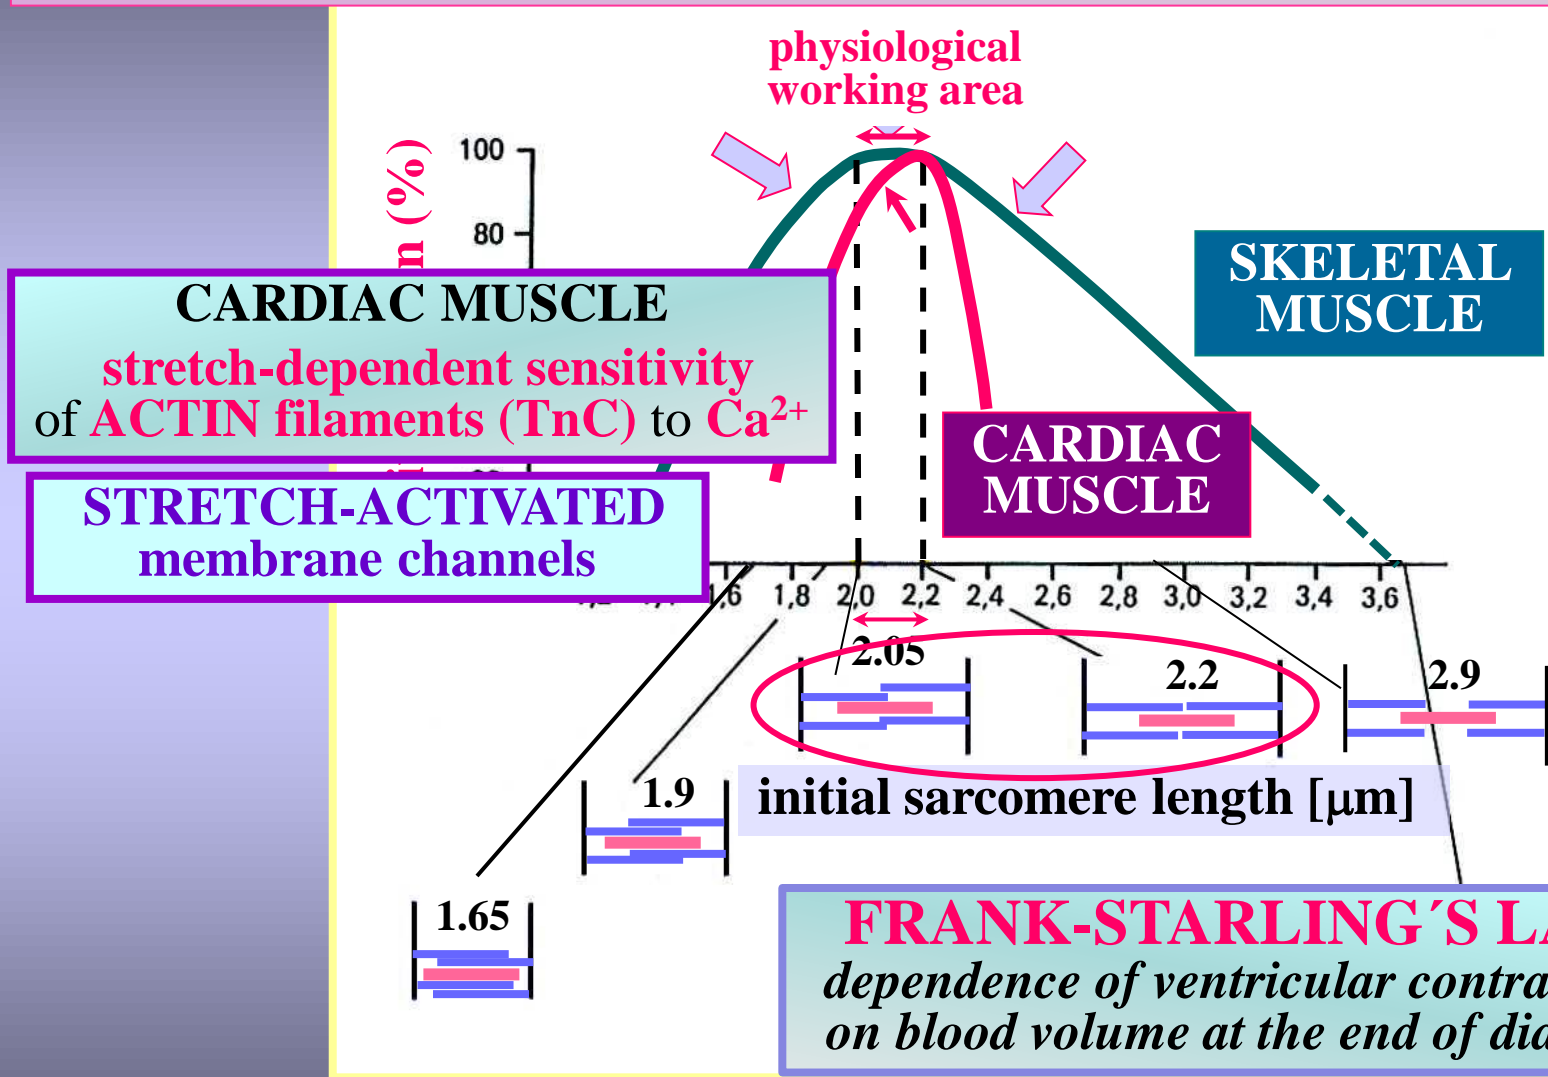 physiological
working area
100
80
n (%)
CARDIAC MUSCLE
stretch-dependent sensitivity
of ACTIN filaments (TnC) to Ca²⁺
STRETCH-ACTIVATED
membrane channels
SKELETAL
MUSCLE
CARDIAC
MUSCLE
1,6 1,8 2,0 2,2 2,4 2,6 2,8 3,0 3,2 3,4 3,6
2.05
2.2
2.9
1.9
initial sarcomere length [μm]
1.65
FRANK-STARLING´S
dependence of ventricular
on blood volume at the end of